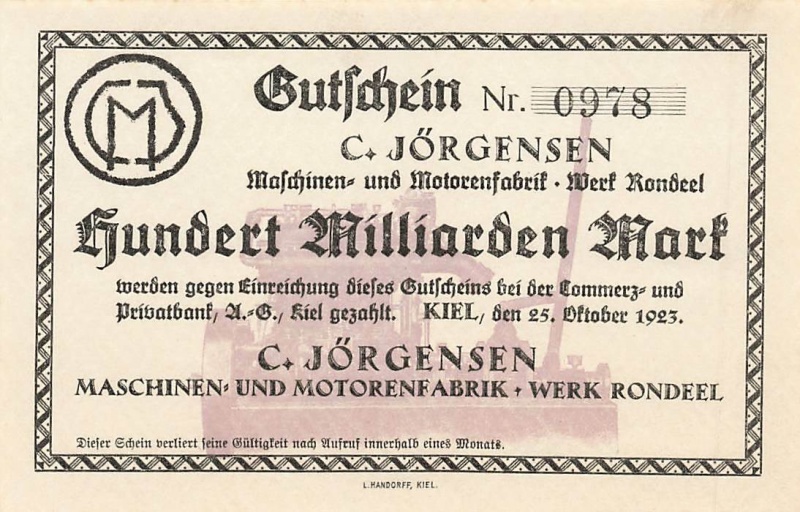 Gutschein Nr. 0978
C. JÖRGENSEN
Maschinen- und Motorenfabrik · Werk Rondeel
Hundert Milliarden Mark
werden gegen Einreichung dieses Gutscheins bei der Commerz- und
Privatbank, A.-G., Kiel gezahlt. KIEL, den 25. Oktober 1923.
C. JÖRGENSEN
MASCHINEN- UND MOTORENFABRIK · WERK RONDEEL
Dieser Schein verliert seine Gültigkeit nach Aufruf innerhalb eines Monats.
L. HANDORFF, KIEL.